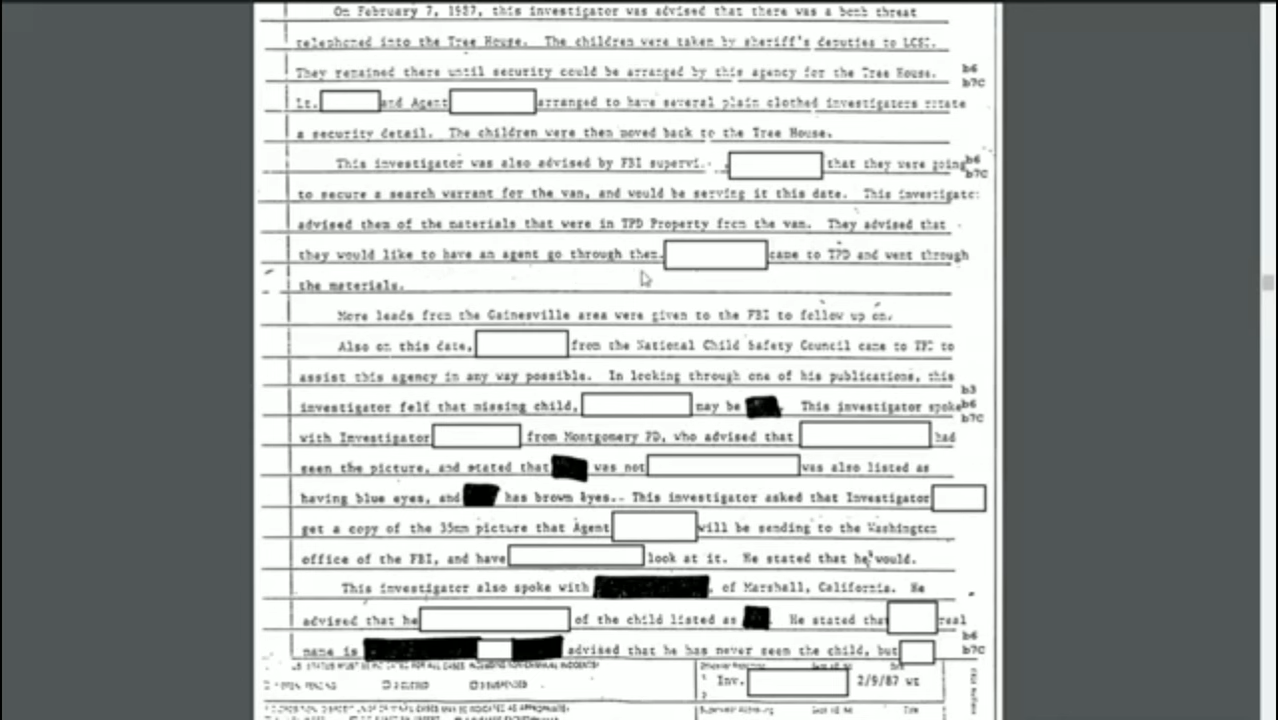 On February 7, 1987, this investigator was advised that there was a bomb threat
telephoned into the Tree House. The children were taken by sheriff's deputies to
They remained there until security could be arranged by this agency for the Tree House.
b6
b7C
Lt. and Agent arranged to have several plain clothed investigators rotate
a security detail. The children were then moved back to the Tree House.
This investigator was also advised by FBI supervi. that they were going
b6
b7C
to secure a search warrant for the van, and would be serving it this date. This investigator
advised them of the materials that were in TPD Property from the van. They advised that
they would like to have an agent go through them. came to TPD and went through
the materials.
More leads from the Gainesville area were given to the FBI to follow up on.
Also on this date, from the National Child Safety Council came to TPD to
assist this agency in any way possible. In looking through one of his publications, this
b3
b6
b7C
investigator felt that missing child, may be . This investigator spoke
with Investigator from Montgomery PD, who advised that had
seen the picture, and stated that was not was also listed as
having blue eyes, and has brown eyes.- This investigator asked that Investigator
get a copy of the 35mm picture that Agent will be sending to the Washington
office of the FBI, and have look at it. He stated that he would.
This investigator also spoke with , of Marshall, California. He
advised that he of the child listed as . He stated that real
name is advised that he has never seen the child, but
b6
b7C
Inv. 2/9/87 wt